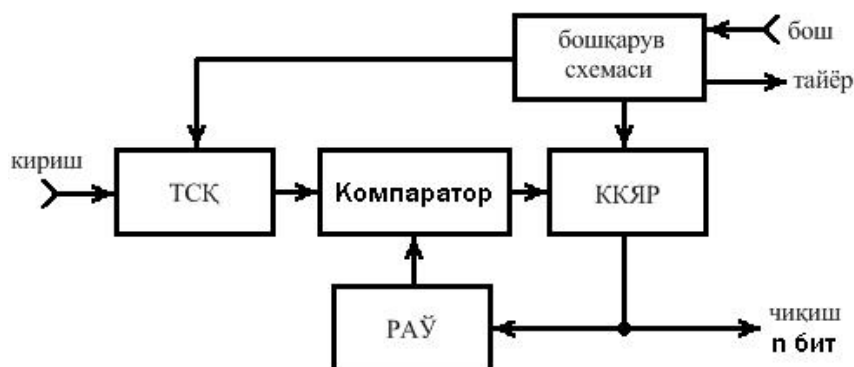 бошқарув
схемаси
бош
тайёр
кириш
ТСҚ
Компаратор
ККЯР
РАЎ
чиқиш
n бит